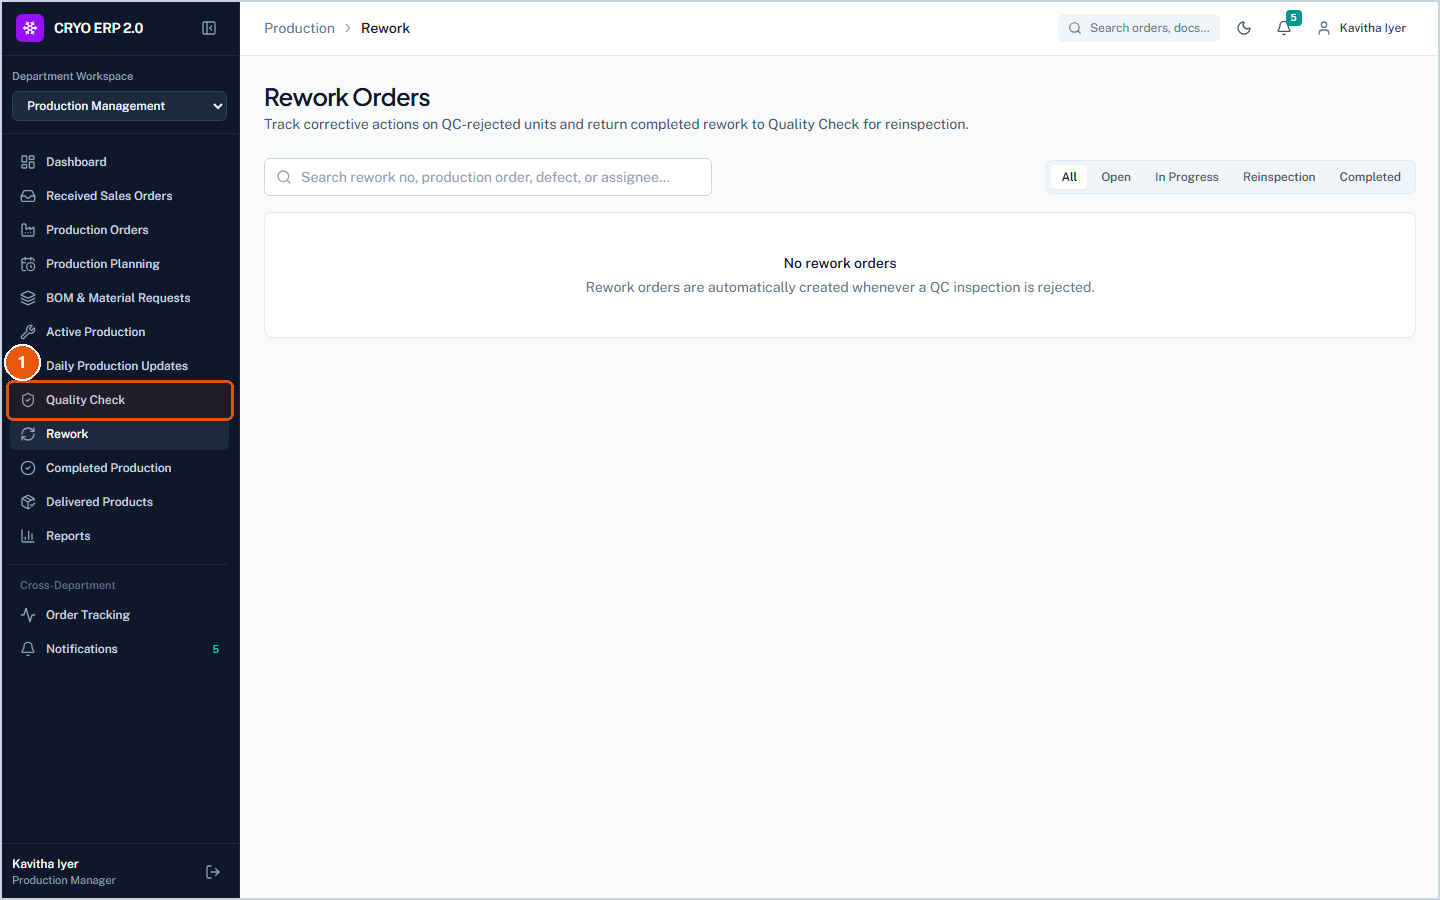 CRYO ERP 2.0
Department Workspace
Production Management
Dashboard
Received Sales Orders
Production Orders
Production Planning
BOM & Material Requests
Active Production
1
Daily Production Updates
Quality Check
Rework
Completed Production
Delivered Products
Reports
Cross-Department
Order Tracking
Notifications 5
Kavitha Iyer
Production Manager
Production > Rework
Search orders, docs...
5
Kavitha Iyer
Rework Orders
Track corrective actions on QC-rejected units and return completed rework to Quality Check for reinspection.
Search rework no, production order, defect, or assignee...
All Open In Progress Reinspection Completed
No rework orders
Rework orders are automatically created whenever a QC inspection is rejected.